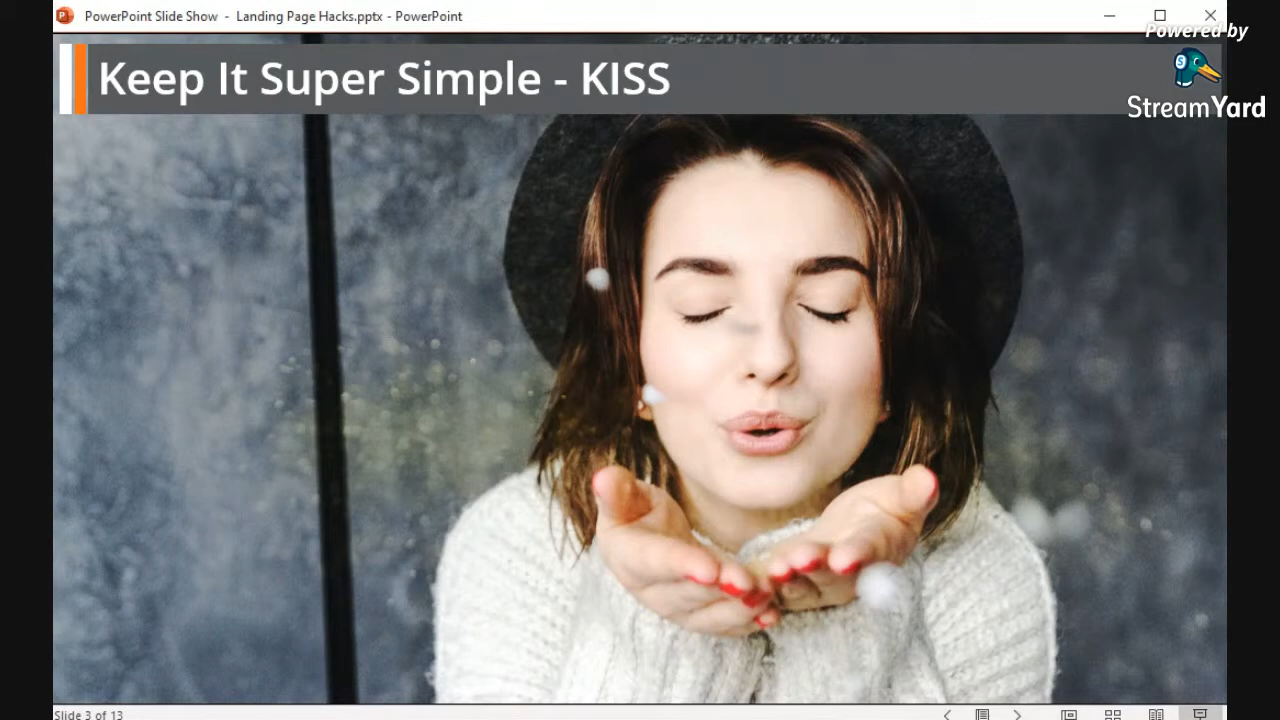 PowerPoint Slide Show - Landing Page Hacks.pptx - PowerPoint
Powered by
StreamYard
Keep It Super Simple - KISS
Slide 3 of 13